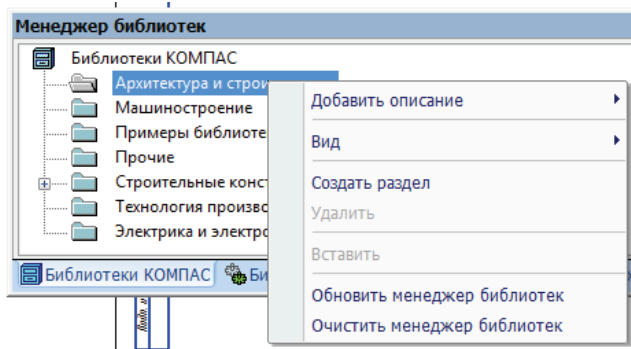 Менеджер библиотек
Библиотеки КОМПАС
Архитектура и строи
Машиностроение
Примеры библиоте
Прочие
Строительные конс
Технология произво
Электрика и электро
Библиотеки КОМПАС
Би
Добавить описание
Вид
Создать раздел
Удалить
Вставить
Обновить менеджер библиотек
Очистить менеджер библиотек